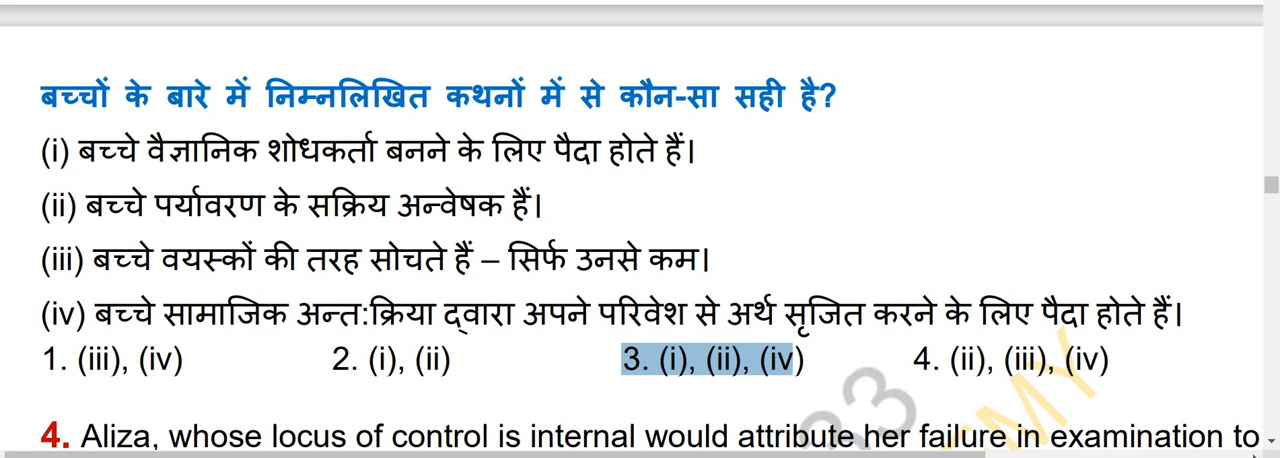 बच्चों के बारे में निम्नलिखित कथनों में से कौन-सा सही है?
(i) बच्चे वैज्ञानिक शोधकर्ता बनने के लिए पैदा होते हैं।
(ii) बच्चे पर्यावरण के सक्रिय अन्वेषक हैं।
(iii) बच्चे वयस्कों की तरह सोचते हैं – सिर्फ उनसे कम।
(iv) बच्चे सामाजिक अन्त:क्रिया द्वारा अपने परिवेश से अर्थ सृजित करने के लिए पैदा होते हैं।
1. (iii), (iv) 2. (i), (ii) 3. (i), (ii), (iv) 4. (ii), (iii), (iv)
4. Aliza, whose locus of control is internal would attribute her failure in examination to